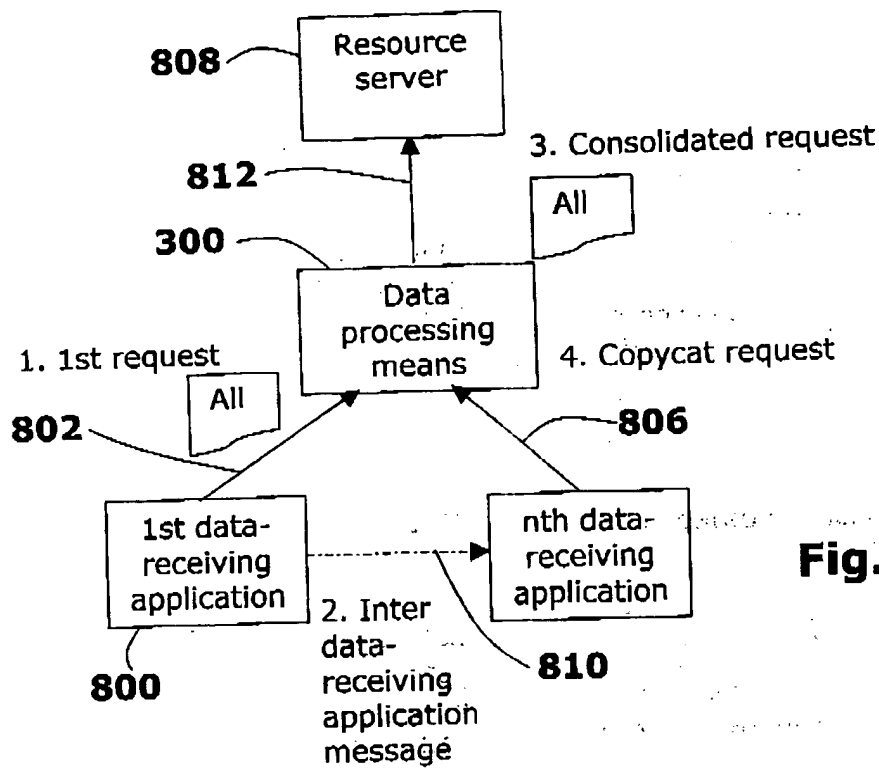 Resource
server
808
3. Consolidated request
812
All
300
Data
processing
means
1. 1st request
4. Copycat request
All
802
806
1st data-
receiving
application
nth data-
receiving
application
Fig.
2. Inter
data-
receiving
application
message
800
810